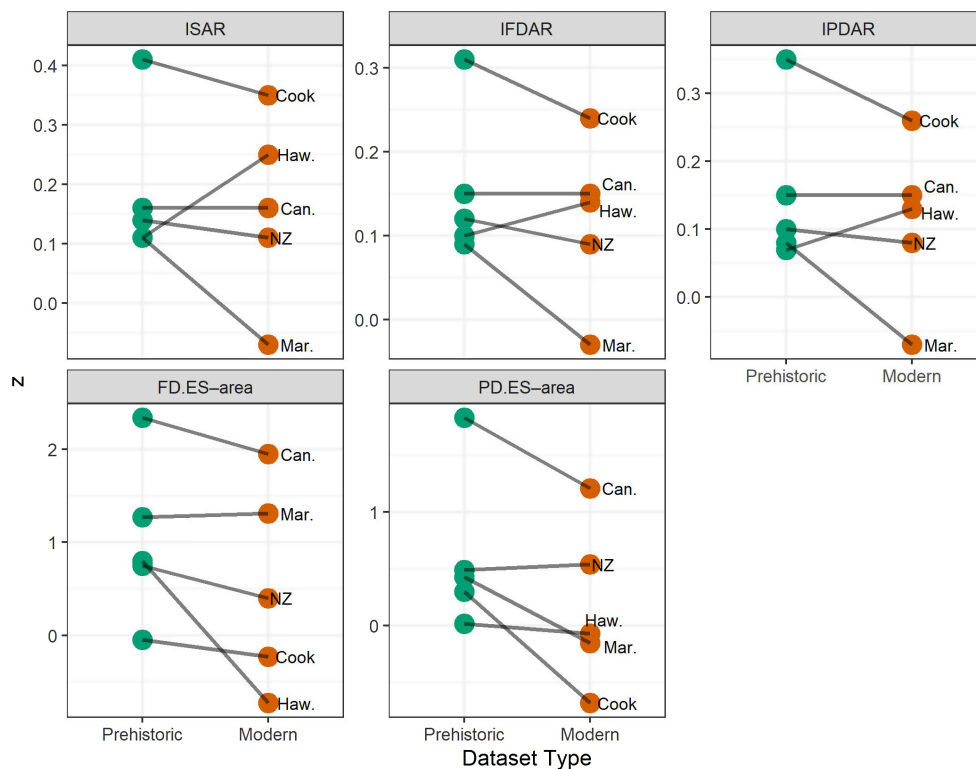 ISAR
IFDAR
IPDAR
0.4
0.3
0.2
0.1
0.0
Cook
Haw.
Can.
NZ
Mar.
0.3
0.2
0.1
0.0
Cook
Can.
Haw.
NZ
Mar.
0.3
0.2
0.1
0.0
Cook
Can.
Haw.
NZ
Mar.
Prehistoric
Modern
z
FD.ES–area
PD.ES–area
2
1
0
Can.
Mar.
NZ
Cook
Haw.
Prehistoric
Modern
1
0
Can.
NZ
Haw.
Mar.
Cook
Prehistoric
Modern
Dataset Type